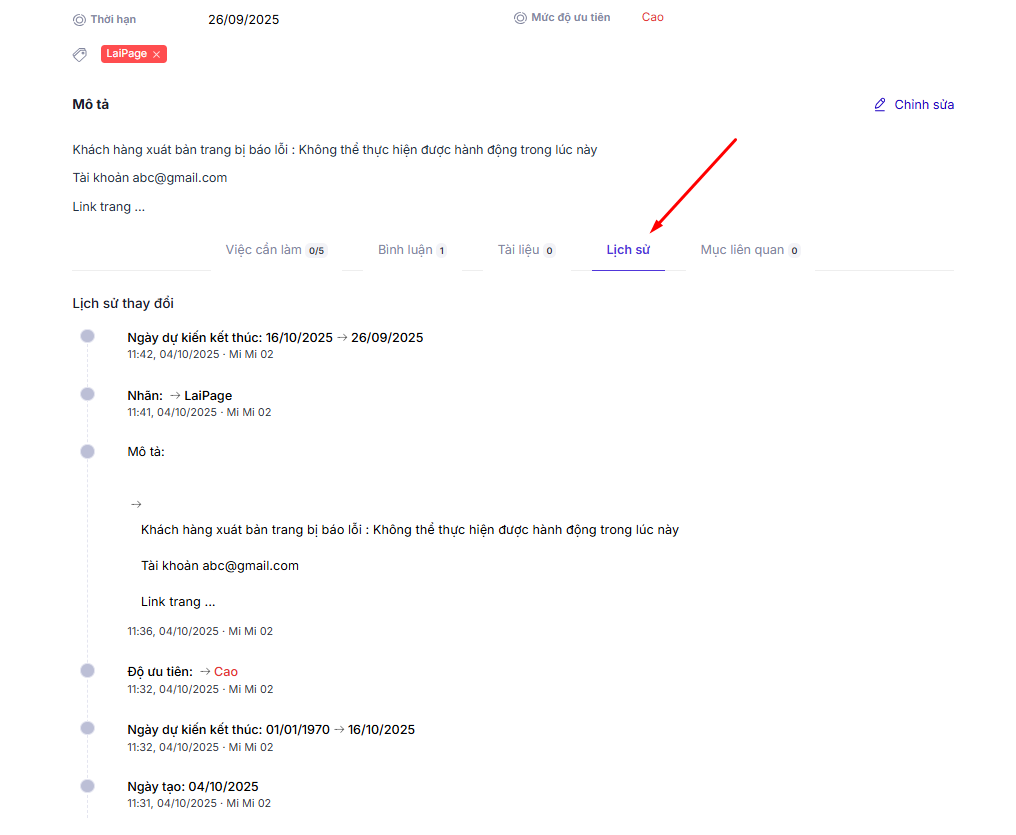 Thời hạn 26/09/2025 Mức độ ưu tiên Cao
LaiPage
Mô tả Chỉnh sửa
Khách hàng xuất bản trang bị báo lỗi : Không thể thực hiện được hành động trong lúc này
Tài khoản abc@gmail.com
Link trang ...
Việc cần làm 0/5 Bình luận 1 Tài liệu 0 Lịch sử Mục liên quan 0
Lịch sử thay đổi
Ngày dự kiến kết thúc: 16/10/2025 → 26/09/2025
11:42, 04/10/2025 · Mi Mi 02
Nhãn: → LaiPage
11:41, 04/10/2025 · Mi Mi 02
Mô tả:
→
Khách hàng xuất bản trang bị báo lỗi : Không thể thực hiện được hành động trong lúc này
Tài khoản abc@gmail.com
Link trang ...
11:36, 04/10/2025 · Mi Mi 02
Độ ưu tiên: → Cao
11:32, 04/10/2025 · Mi Mi 02
Ngày dự kiến kết thúc: 01/01/1970 → 16/10/2025
11:32, 04/10/2025 · Mi Mi 02
Ngày tạo: 04/10/2025
11:31, 04/10/2025 · Mi Mi 02